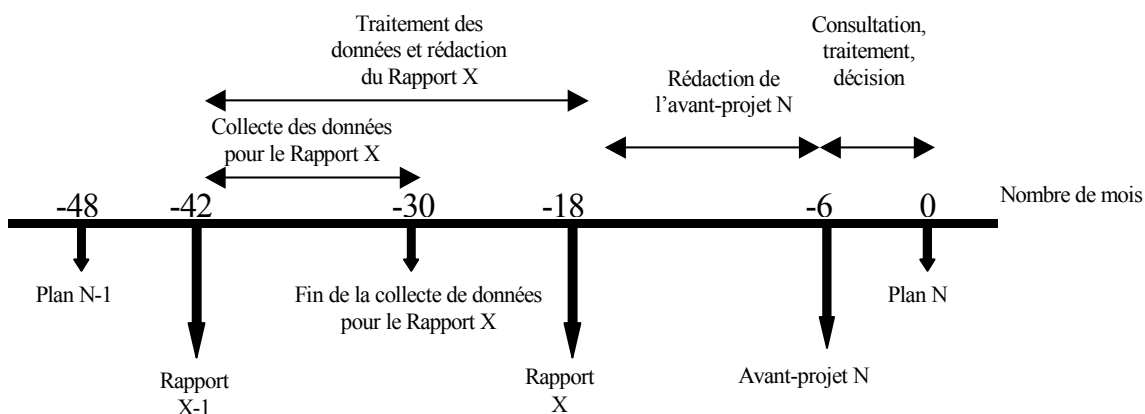 Traitement des
données et rédaction
du Rapport X
Consultation,
traitement,
décision
Rédaction de
l’avant-projet N
Collecte des données
pour le Rapport X
-48
-42
-30
-18
-6
0
Nombre de mois
Plan N-1
Fin de la collecte de données
pour le Rapport X
Plan N
Rapport
X-1
Rapport
X
Avant-projet N